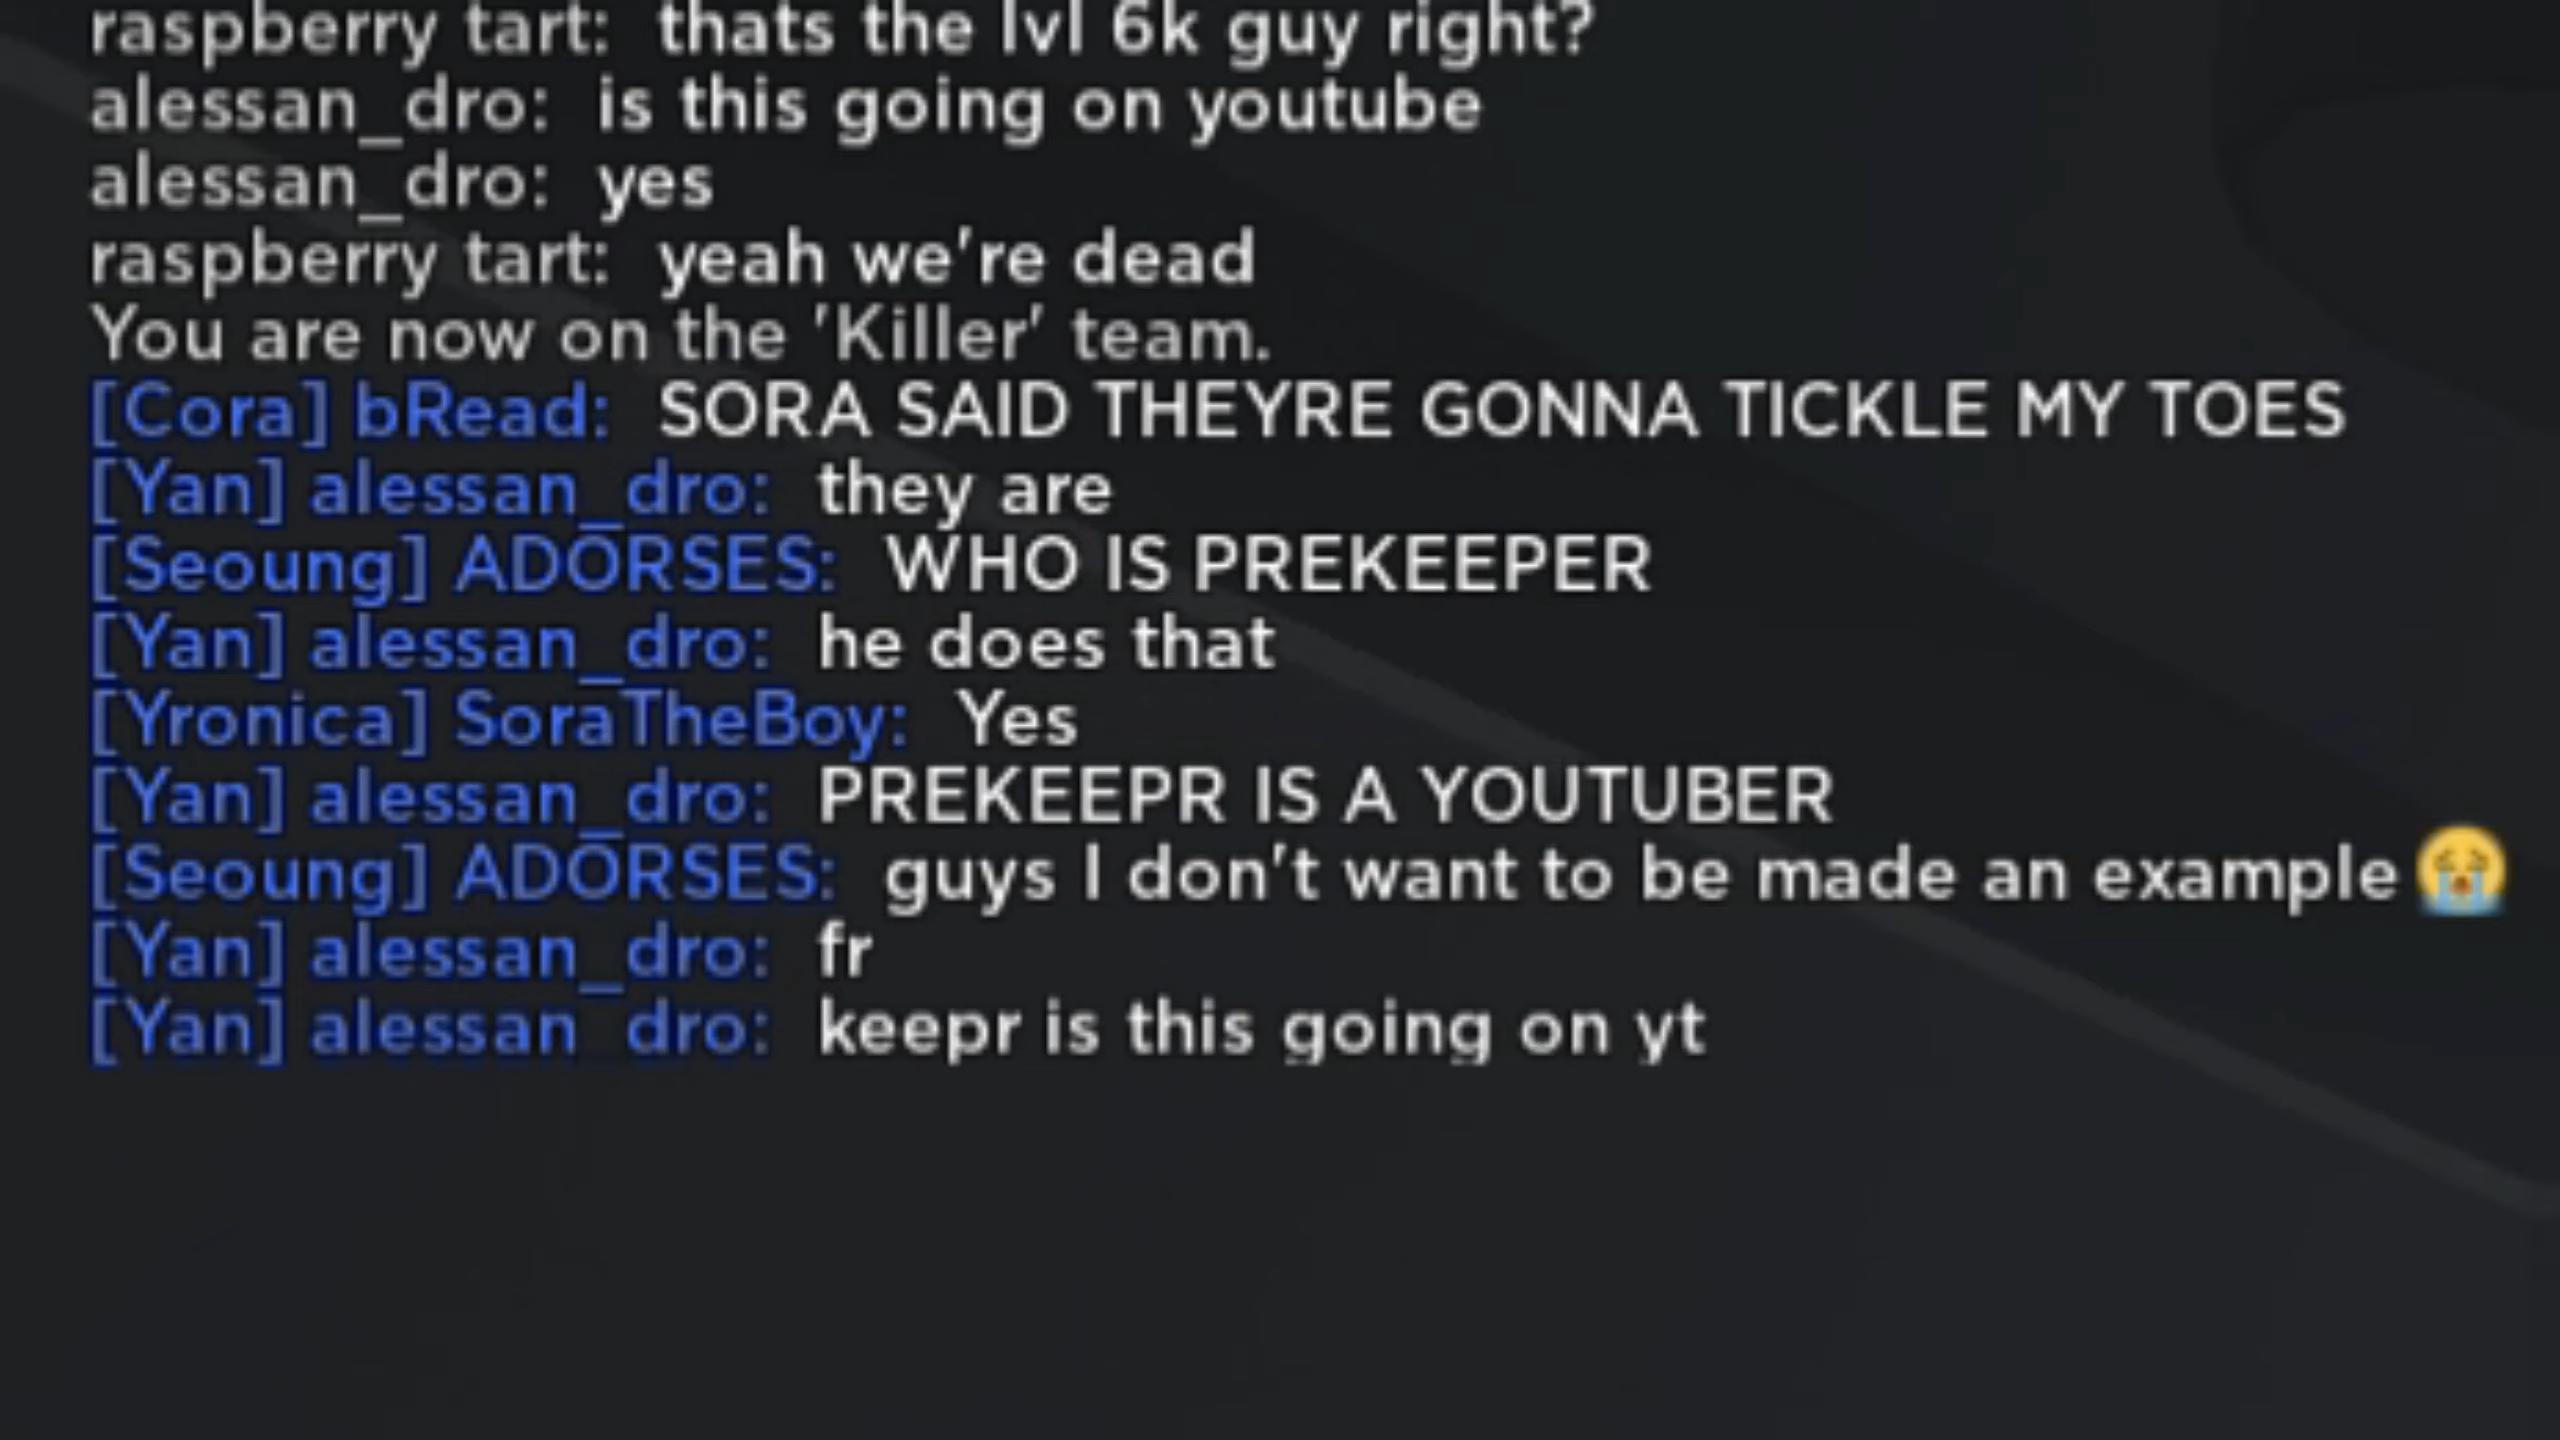 raspberry tart: thats the lvl 6k guy right?
alessan_dro: is this going on youtube
alessan_dro: yes
raspberry tart: yeah we're dead
You are now on the 'Killer' team.
[Cora] bRead: SORA SAID THEYRE GONNA TICKLE MY TOES
[Yan] alessan_dro: they are
[Seoung] ADORSES: WHO IS PREKEEPER
[Yan] alessan_dro: he does that
[Yronica] SoraTheBoy: Yes
[Yan] alessan_dro: PREKEEPR IS A YOUTUBER
[Seoung] ADORSES: guys I don't want to be made an example 😭
[Yan] alessan_dro: fr
[Yan] alessan_dro: keepr is this going on yt